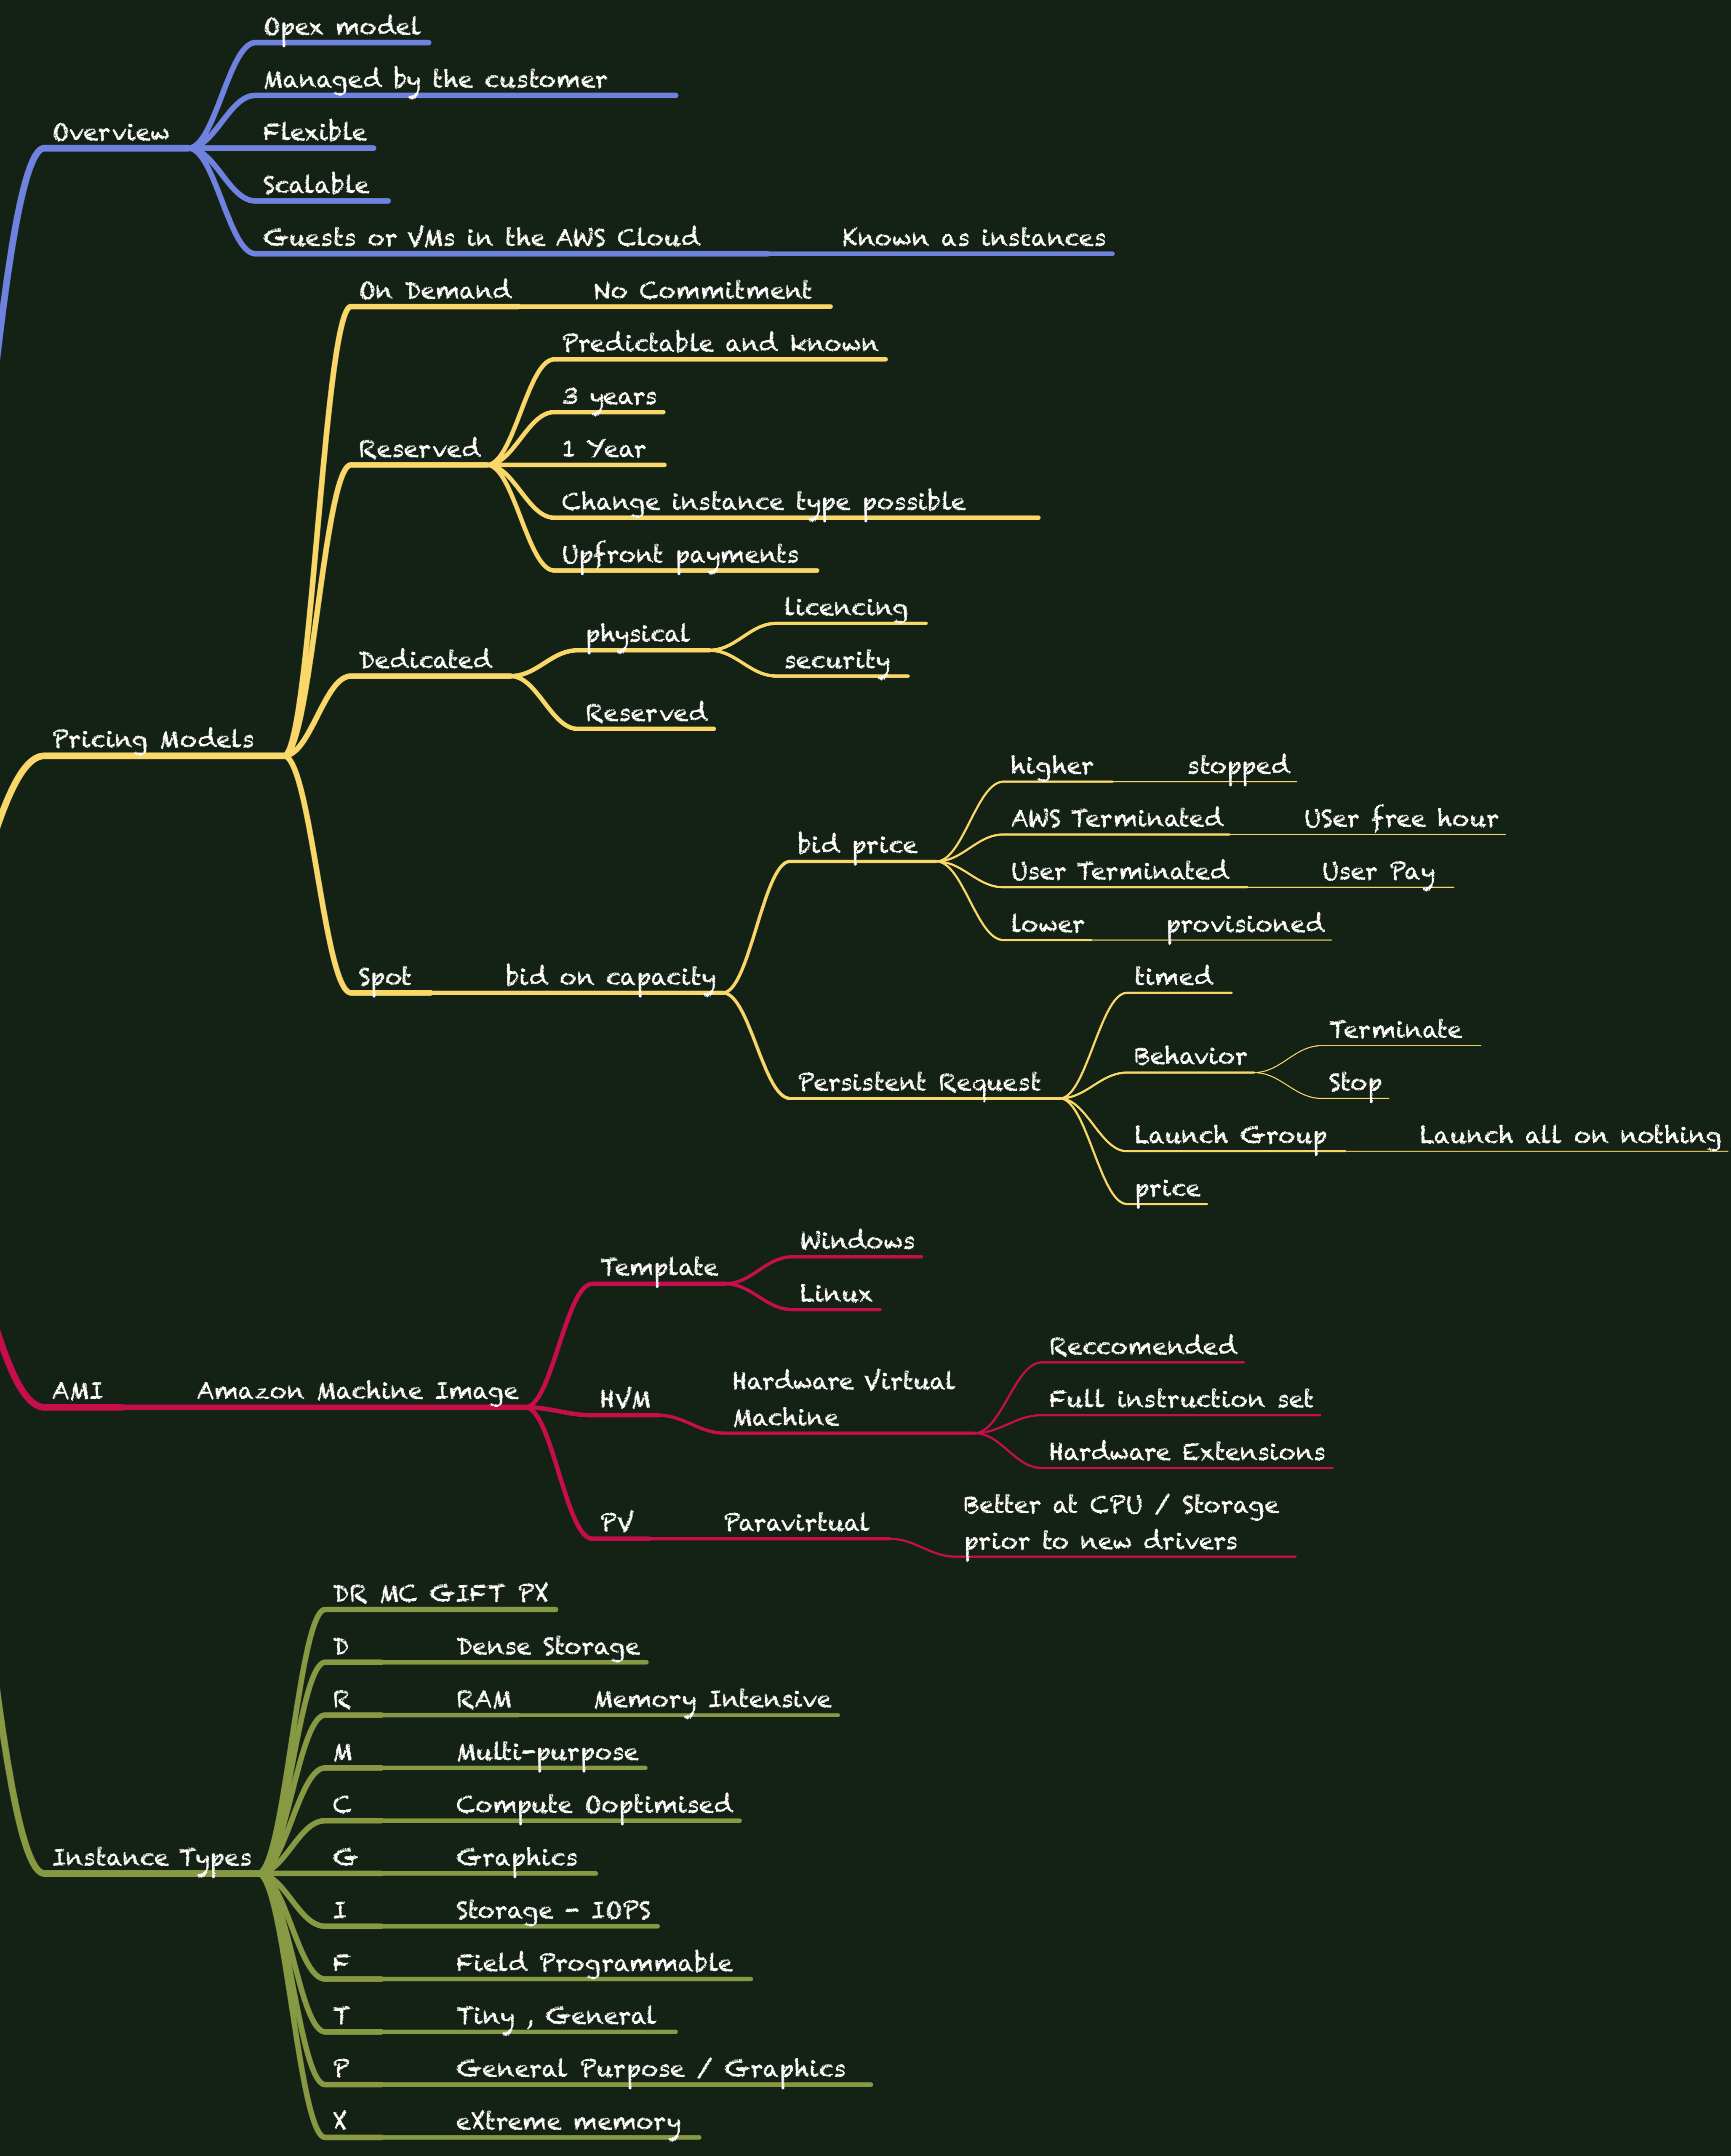 Opex model
Managed by the customer
Overview
Flexible
Scalable
Guests or VMs in the AWS Cloud
Known as instances
On Demand
No Commitment
Predictable and known
3 years
Reserved
1 Year
Change instance type possible
Upfront payments
licencing
physical
Dedicated
security
Reserved
Pricing Models
higher
stopped
AWS Terminated
USer free hour
bid price
User Terminated
User Pay
lower
provisioned
Spot
bid on capacity
timed
Terminate
Behavior
Persistent Request
Stop
Launch Group
Launch all on nothing
price
Windows
Template
Linux
Reccomended
AMI
Amazon Machine Image
HVM
Hardware Virtual
Machine
Full instruction set
Hardware Extensions
PV
Paravirtual
Better at CPU / Storage
prior to new drivers
DR MC GIFT PX
D
Dense Storage
R
RAM
Memory Intensive
M
Multi-purpose
C
Compute Ooptimised
Instance Types
G
Graphics
I
Storage - IOPS
F
Field Programmable
T
Tiny , General
P
General Purpose / Graphics
X
eXtreme memory